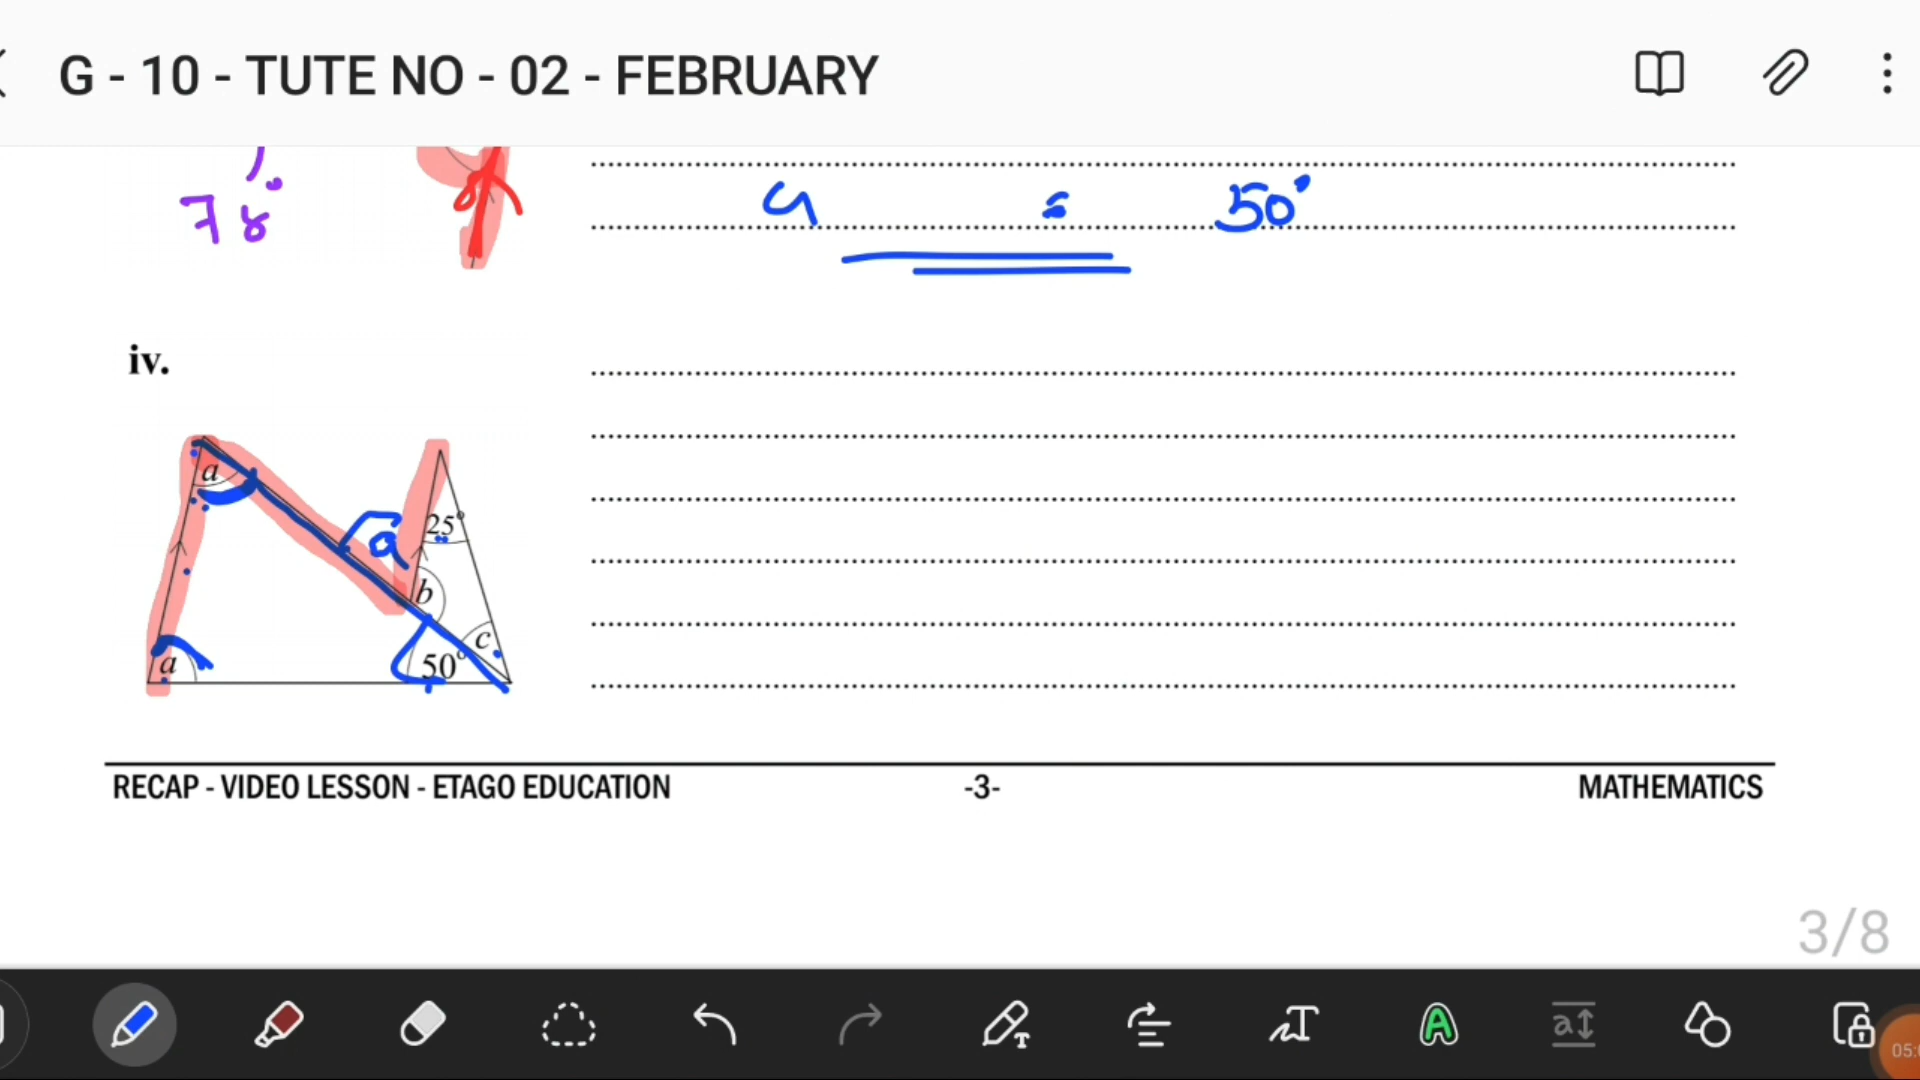 G - 10 - TUTE NO - 02 - FEBRUARY
78
a = 50°
iv.
a
25°
a
b
c
a
50°
RECAP - VIDEO LESSON - ETAGO EDUCATION
-3-
MATHEMATICS
3/8